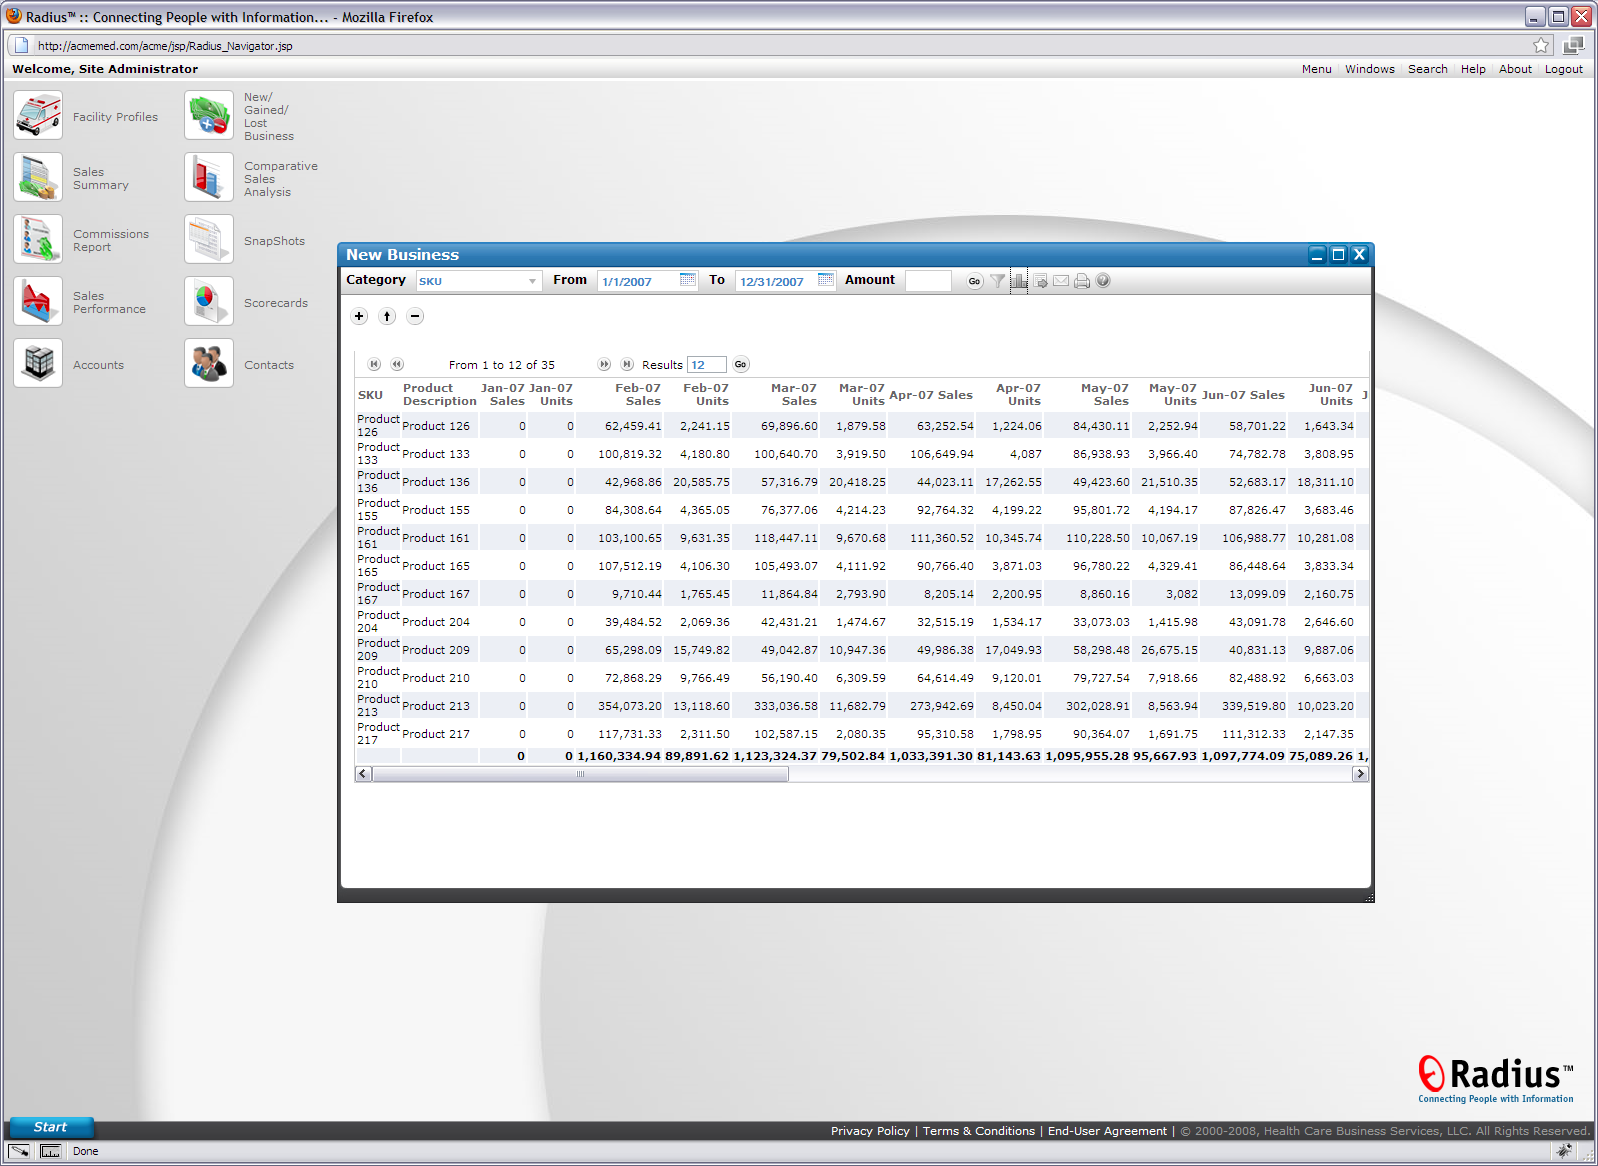 Radius™ :: Connecting People with Information... - Mozilla Firefox
http://acmemed.com/acme/jsp/Radius_Navigator.jsp
Welcome, Site Administrator
Menu Windows Search Help About Logout
Facility Profiles
New/
Gained/
Lost
Business
Sales
Summary
Comparative
Sales
Analysis
Commissions
Report
SnapShots
Sales
Performance
Scorecards
Accounts
Contacts
New Business
Category SKU From 1/1/2007 To 12/31/2007 Amount Go
From 1 to 12 of 35 Results 12 Go
SKU Product Description Jan-07 Sales Jan-07 Units Feb-07 Sales Feb-07 Units Mar-07 Sales Mar-07 Units Apr-07 Sales Apr-07 Units May-07 Sales May-07 Units Jun-07 Sales Jun-07 Units J
Product 126 Product 126 0 0 62,459.41 2,241.15 69,896.60 1,879.58 63,252.54 1,224.06 84,430.11 2,252.94 58,701.22 1,643.34
Product 133 Product 133 0 0 100,819.32 4,180.80 100,640.70 3,919.50 106,649.94 4,087 86,938.93 3,966.40 74,782.78 3,808.95
Product 136 Product 136 0 0 42,968.86 20,585.75 57,316.79 20,418.25 44,023.11 17,262.55 49,423.60 21,510.35 52,683.17 18,311.10
Product 155 Product 155 0 0 84,308.64 4,365.05 76,377.06 4,214.23 92,764.32 4,199.22 95,801.72 4,194.17 87,826.47 3,683.46
Product 161 Product 161 0 0 103,100.65 9,631.35 118,447.11 9,670.68 111,360.52 10,345.74 110,228.50 10,067.19 106,988.77 10,281.08
Product 165 Product 165 0 0 107,512.19 4,106.30 105,493.07 4,111.92 90,766.40 3,871.03 96,780.22 4,329.41 86,448.64 3,833.34
Product 167 Product 167 0 0 9,710.44 1,765.45 11,864.84 2,793.90 8,205.14 2,200.95 8,860.16 3,082 13,099.09 2,160.75
Product 204 Product 204 0 0 39,484.52 2,069.36 42,431.21 1,474.67 32,515.19 1,534.17 33,073.03 1,415.98 43,091.78 2,646.60
Product 209 Product 209 0 0 65,298.09 15,749.82 49,042.87 10,947.36 49,986.38 17,049.93 58,298.48 26,675.15 40,831.13 9,887.06
Product 210 Product 210 0 0 72,868.29 9,766.49 56,190.40 6,309.59 64,614.49 9,120.01 79,727.54 7,918.66 82,488.92 6,663.03
Product 213 Product 213 0 0 354,073.20 13,118.60 333,036.58 11,682.79 273,942.69 8,450.04 302,028.91 8,563.94 339,519.80 10,023.20
Product 217 Product 217 0 0 117,731.33 2,311.50 102,587.15 2,080.35 95,310.58 1,798.95 90,364.07 1,691.75 111,312.33 2,147.35
0 0 1,160,334.94 89,891.62 1,123,324.37 79,502.84 1,033,391.30 81,143.63 1,095,955.28 95,667.93 1,097,774.09 75,089.26 1,
Radius™
Connecting People with Information
Start
Privacy Policy | Terms & Conditions | End-User Agreement | © 2000-2008, Health Care Business Services, LLC. All Rights Reserved.
Done